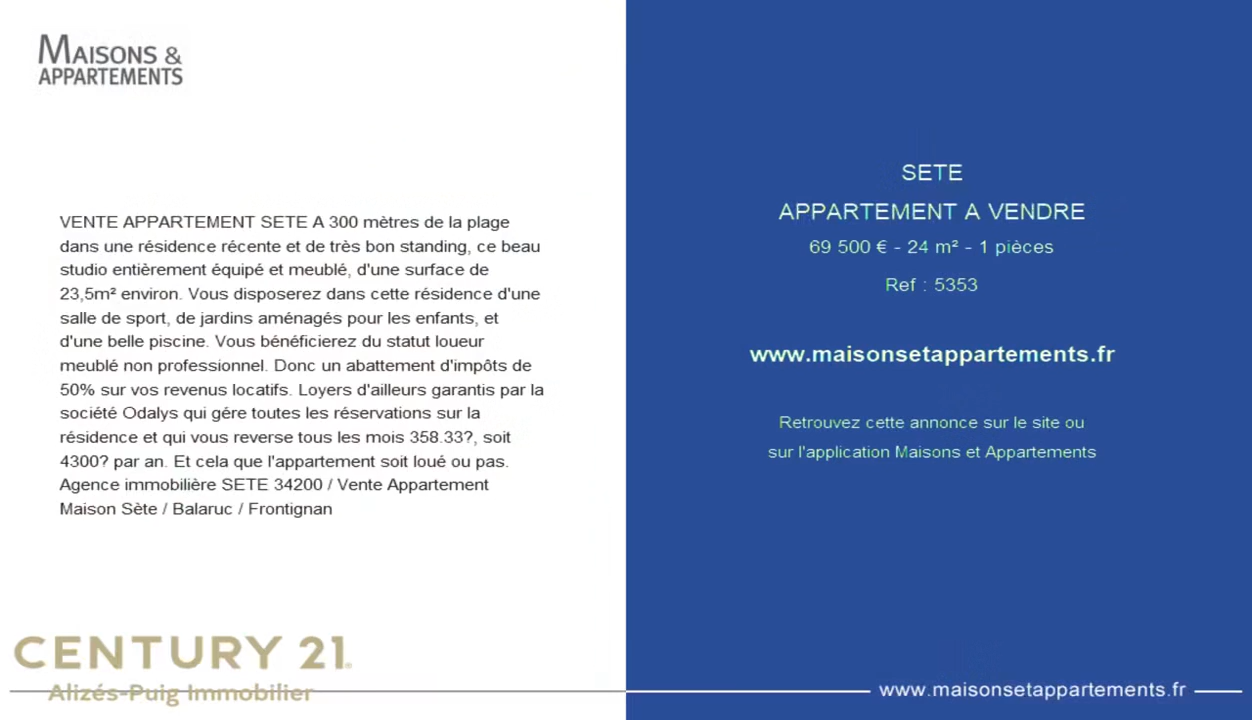 MAISONS &
APPARTEMENTS
VENTE APPARTEMENT SETE A 300 mètres de la plage
dans une résidence récente et de très bon standing, ce beau
studio entièrement équipé et meublé, d'une surface de
23,5m² environ. Vous disposerez dans cette résidence d'une
salle de sport, de jardins aménagés pour les enfants, et
d'une belle piscine. Vous bénéficierez du statut loueur
meublé non professionnel. Donc un abattement d'impôts de
50% sur vos revenus locatifs. Loyers d'ailleurs garantis par la
société Odalys qui gére toutes les réservations sur la
résidence et qui vous reverse tous les mois 358.33?, soit
4300? par an. Et cela que l'appartement soit loué ou pas.
Agence immobilière SETE 34200 / Vente Appartement
Maison Sète / Balaruc / Frontignan
CENTURY 21
Alizés-Puig Immobilier
SETE
APPARTEMENT A VENDRE
69 500 € - 24 m² - 1 pièces
Ref : 5353
www.maisonsetappartements.fr
Retrouvez cette annonce sur le site ou
sur l'application Maisons et Appartements
www.maisonsetappartements.fr